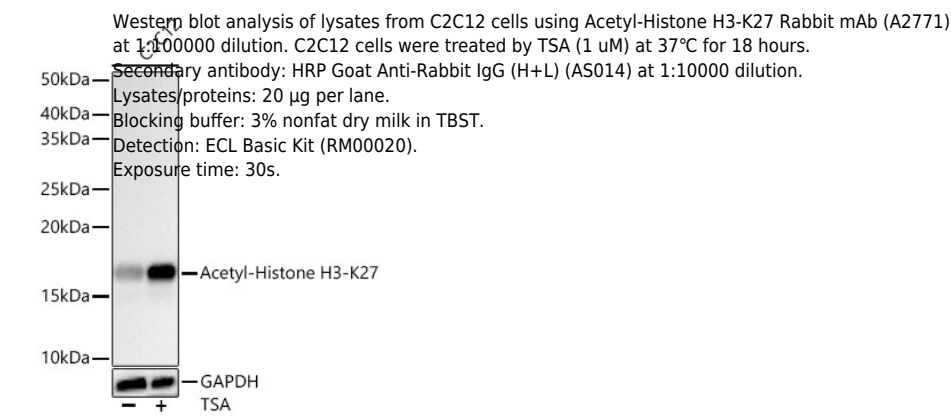 Western blot analysis of lysates from C2C12 cells using Acetyl-Histone H3-K27 Rabbit mAb (A2771)
at 1:100000 dilution. C2C12 cells were treated by TSA (1 uM) at 37℃ for 18 hours.
Secondary antibody: HRP Goat Anti-Rabbit IgG (H+L) (AS014) at 1:10000 dilution.
Lysates/proteins: 20 μg per lane.
Blocking buffer: 3% nonfat dry milk in TBST.
Detection: ECL Basic Kit (RM00020).
Exposure time: 30s.
C2C12
50kDa
40kDa
35kDa
25kDa
20kDa
Acetyl-Histone H3-K27
15kDa
10kDa
GAPDH
− + TSA